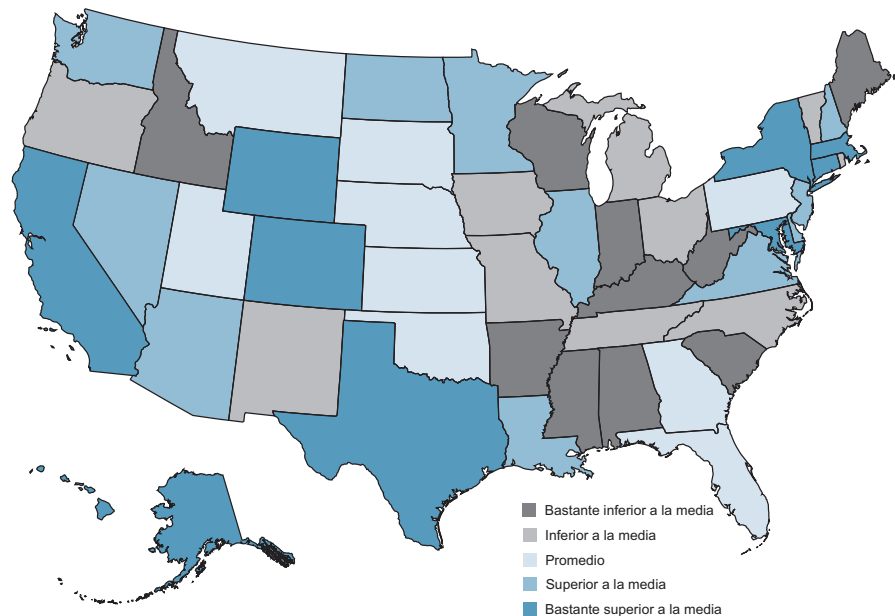 Bastante inferior a la media
Inferior a la media
Promedio
Superior a la media
Bastante superior a la media